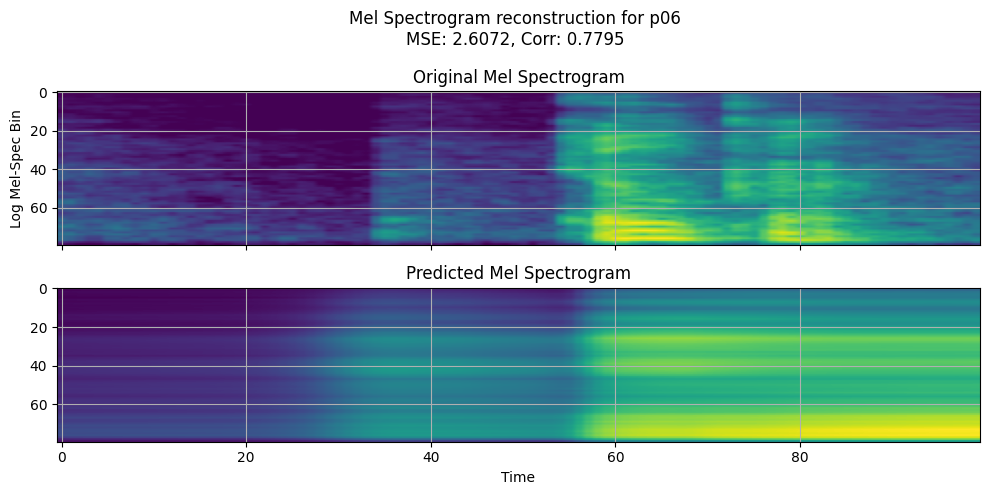 Mel Spectrogram reconstruction for p06
MSE: 2.6072, Corr: 0.7795
Original Mel Spectrogram
0
20
40
60
Log Mel-Spec Bin
Predicted Mel Spectrogram
0
20
40
60
0 20 40 60 80
Time